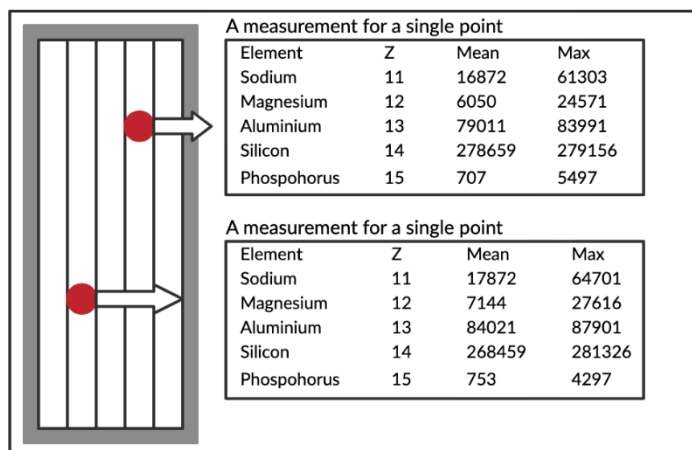 A measurement for a single point
Element Z Mean Max
Sodium 11 16872 61303
Magnesium 12 6050 24571
Aluminium 13 79011 83991
Silicon 14 278659 279156
Phospohorus 15 707 5497
A measurement for a single point
Element Z Mean Max
Sodium 11 17872 64701
Magnesium 12 7144 27616
Aluminium 13 84021 87901
Silicon 14 268459 281326
Phospohorus 15 753 4297